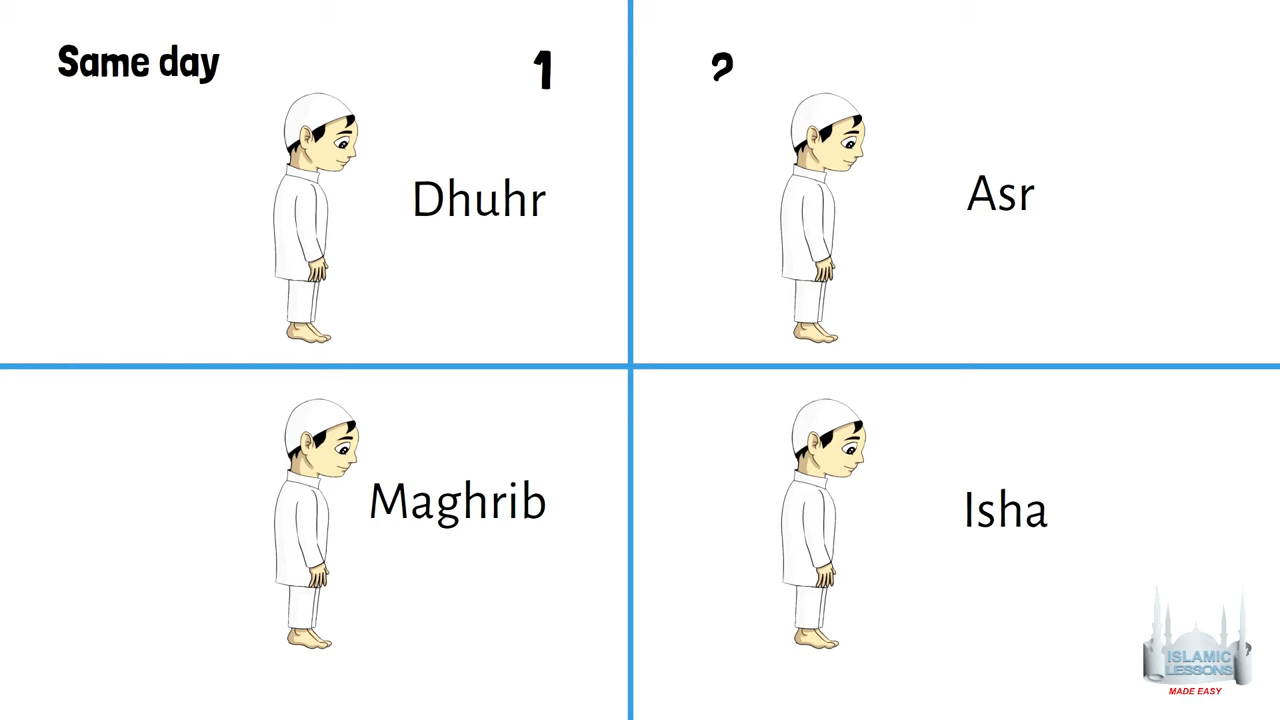 Same day
1
2
Dhuhr
Asr
Maghrib
Isha
ISLAMIC
LESSONS
MADE EASY